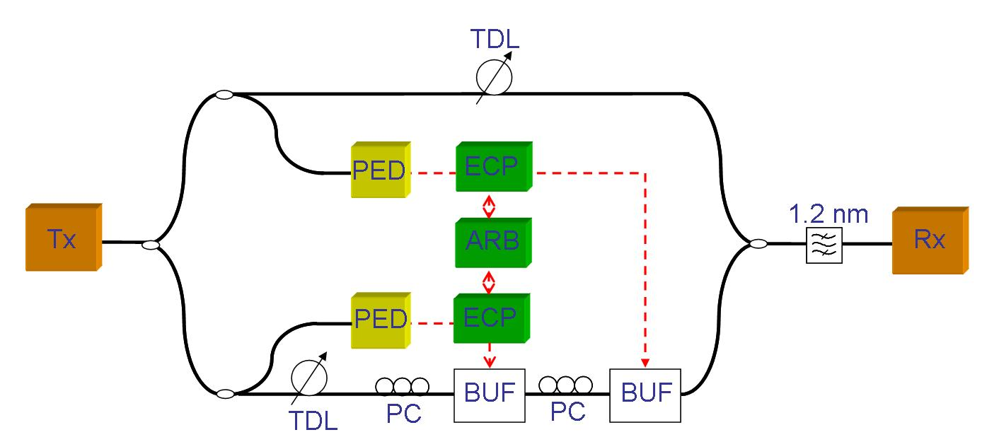 TDL
PED
ECP
Tx
ARB
1.2 nm
Rx
PED
ECP
TDL
PC
BUF
PC
BUF